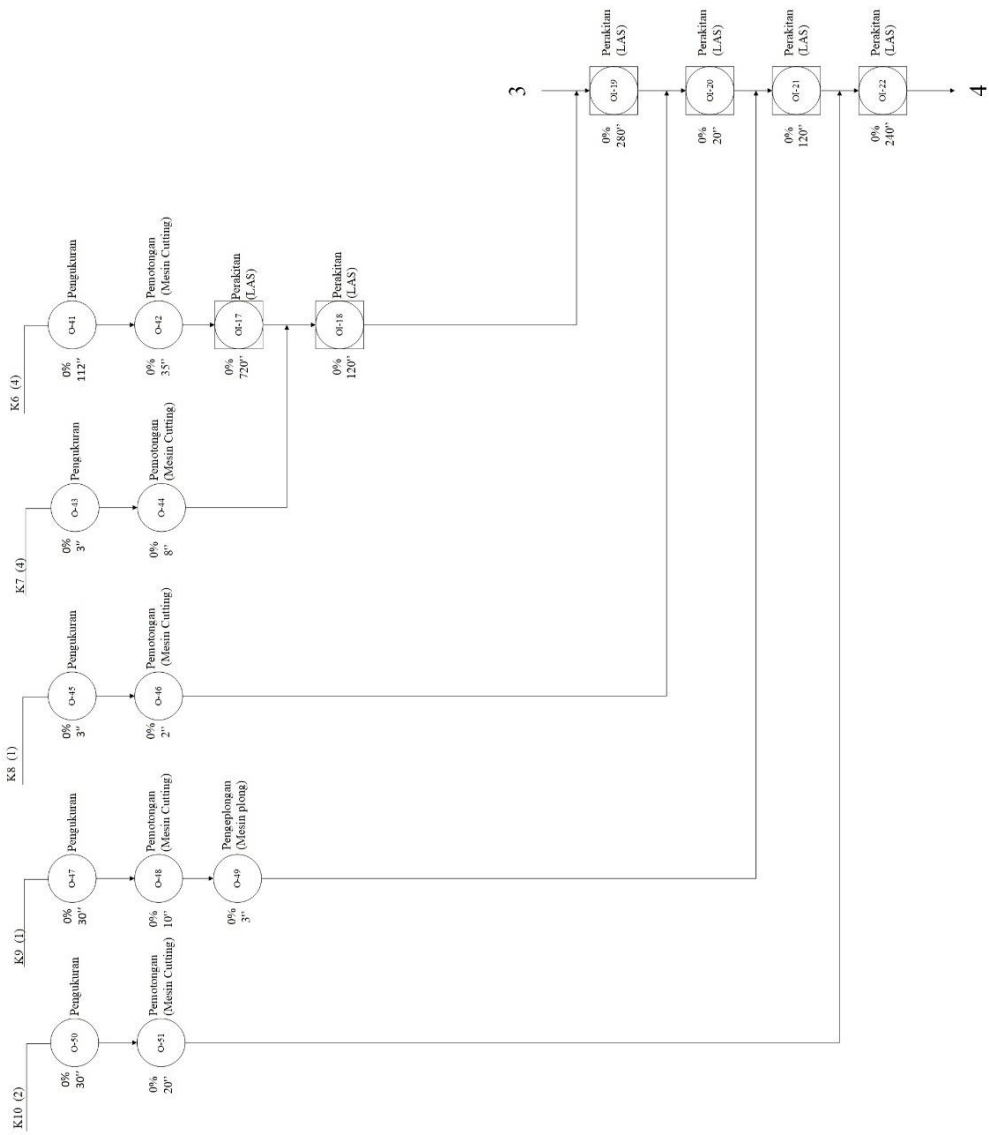 K10 (2)
0%
30"
O-50
Pengukuran
0%
20"
O-51
Pemotongan
(Mesin Cutting)
K9 (1)
0%
30"
O-47
Pengukuran
0%
10"
O-48
Pemotongan
(Mesin Cutting)
0%
3"
O-49
Pengeplongan
(Mesin plong)
K8 (1)
0%
3"
O-45
Pengukuran
0%
2"
O-46
Pemotongan
(Mesin Cutting)
K7 (4)
0%
3"
O-43
Pengukuran
0%
8"
O-44
Pemotongan
(Mesin Cutting)
K6 (4)
0%
112"
O-41
Pengukuran
0%
35"
O-42
Pemotongan
(Mesin Cutting)
0%
720"
OI-17
Perakitan
(LAS)
0%
120"
OI-18
Perakitan
(LAS)
3
0%
280"
OI-19
Perakitan
(LAS)
0%
20"
OI-20
Perakitan
(LAS)
0%
120"
OI-21
Perakitan
(LAS)
0%
240"
OI-22
Perakitan
(LAS)
4